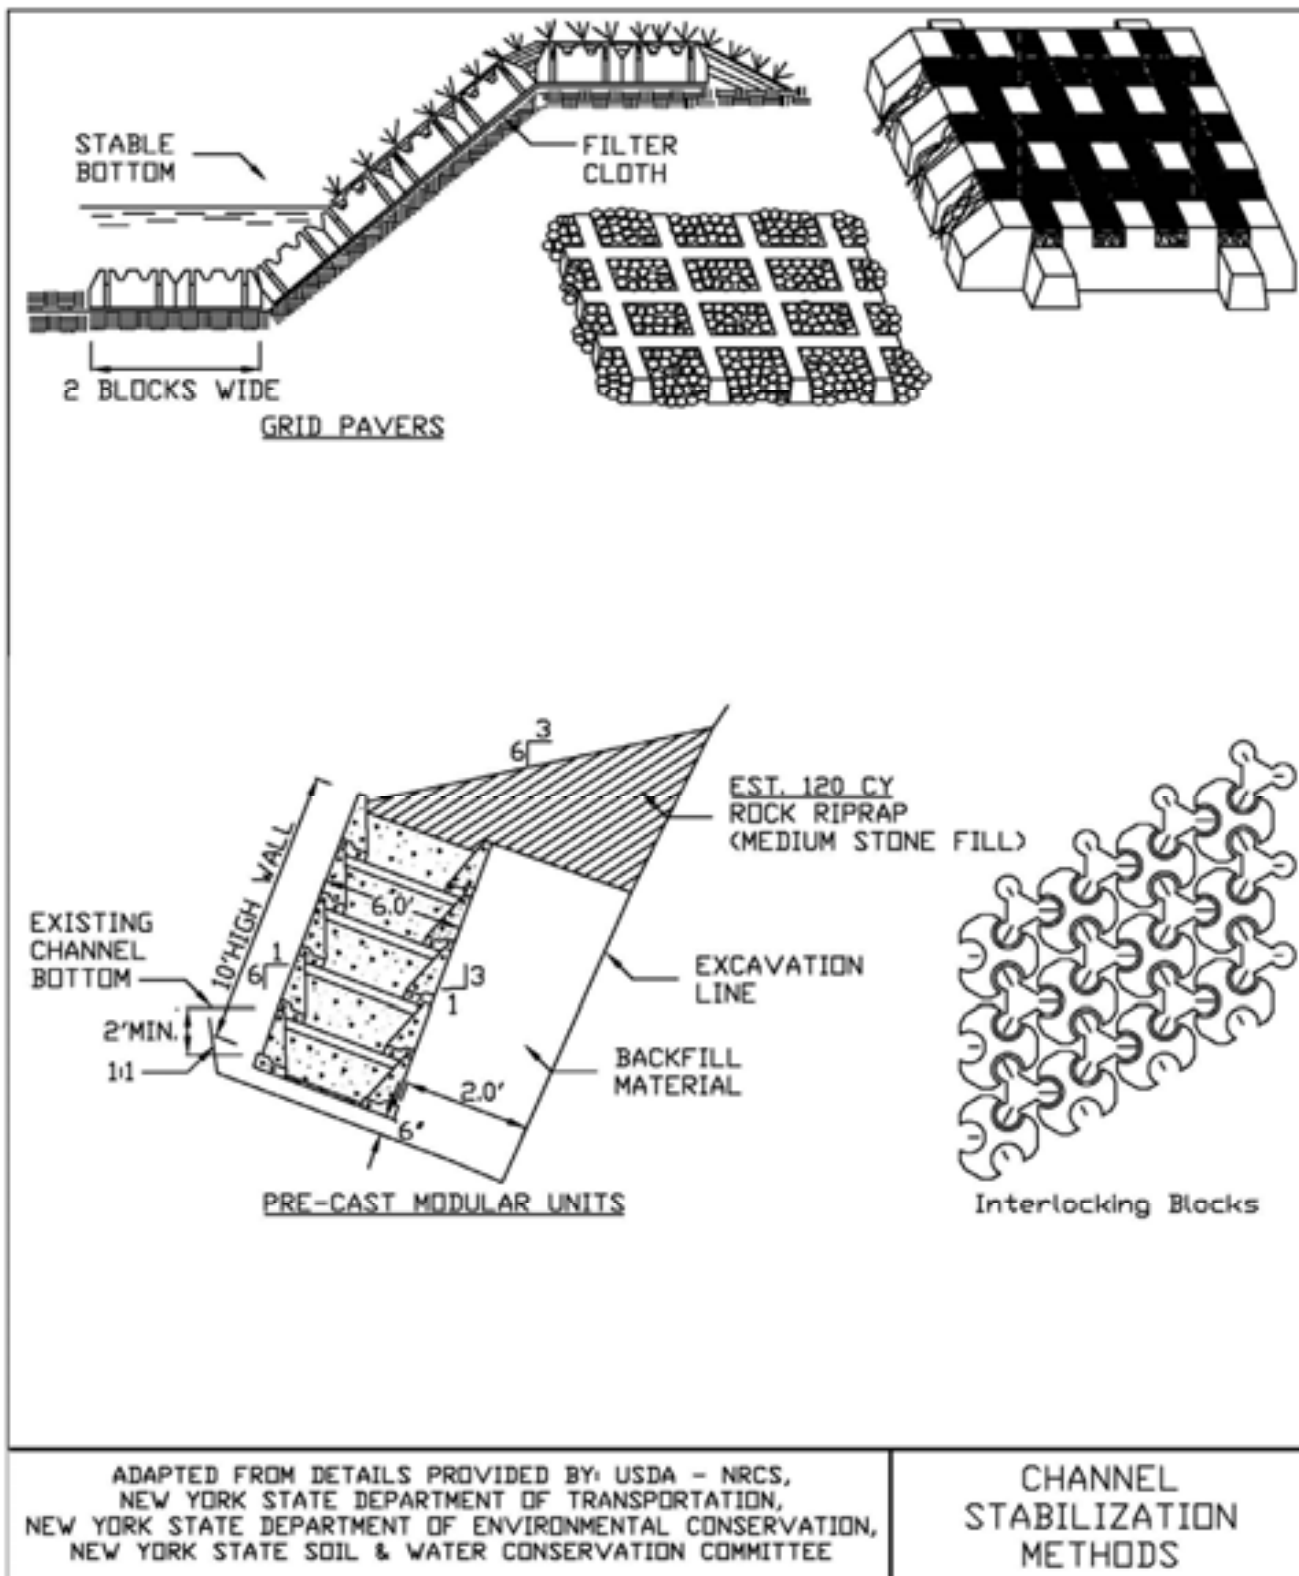 STABLE
BOTTOM
FILTER
CLOTH
2 BLOCKS WIDE
GRID PAVERS
3
6
EST. 120 CY
ROCK RIPRAP
(MEDIUM STONE FILL)
10'HIGH WALL
6.0'
EXISTING
CHANNEL
BOTTOM
1
6
3
1
EXCAVATION
LINE
2'MIN.
1:1
BACKFILL
MATERIAL
2.0'
6"
PRE-CAST MODULAR UNITS
Interlocking Blocks
ADAPTED FROM DETAILS PROVIDED BY: USDA - NRCS,
NEW YORK STATE DEPARTMENT OF TRANSPORTATION,
NEW YORK STATE DEPARTMENT OF ENVIRONMENTAL CONSERVATION,
NEW YORK STATE SOIL & WATER CONSERVATION COMMITTEE
CHANNEL
STABILIZATION
METHODS